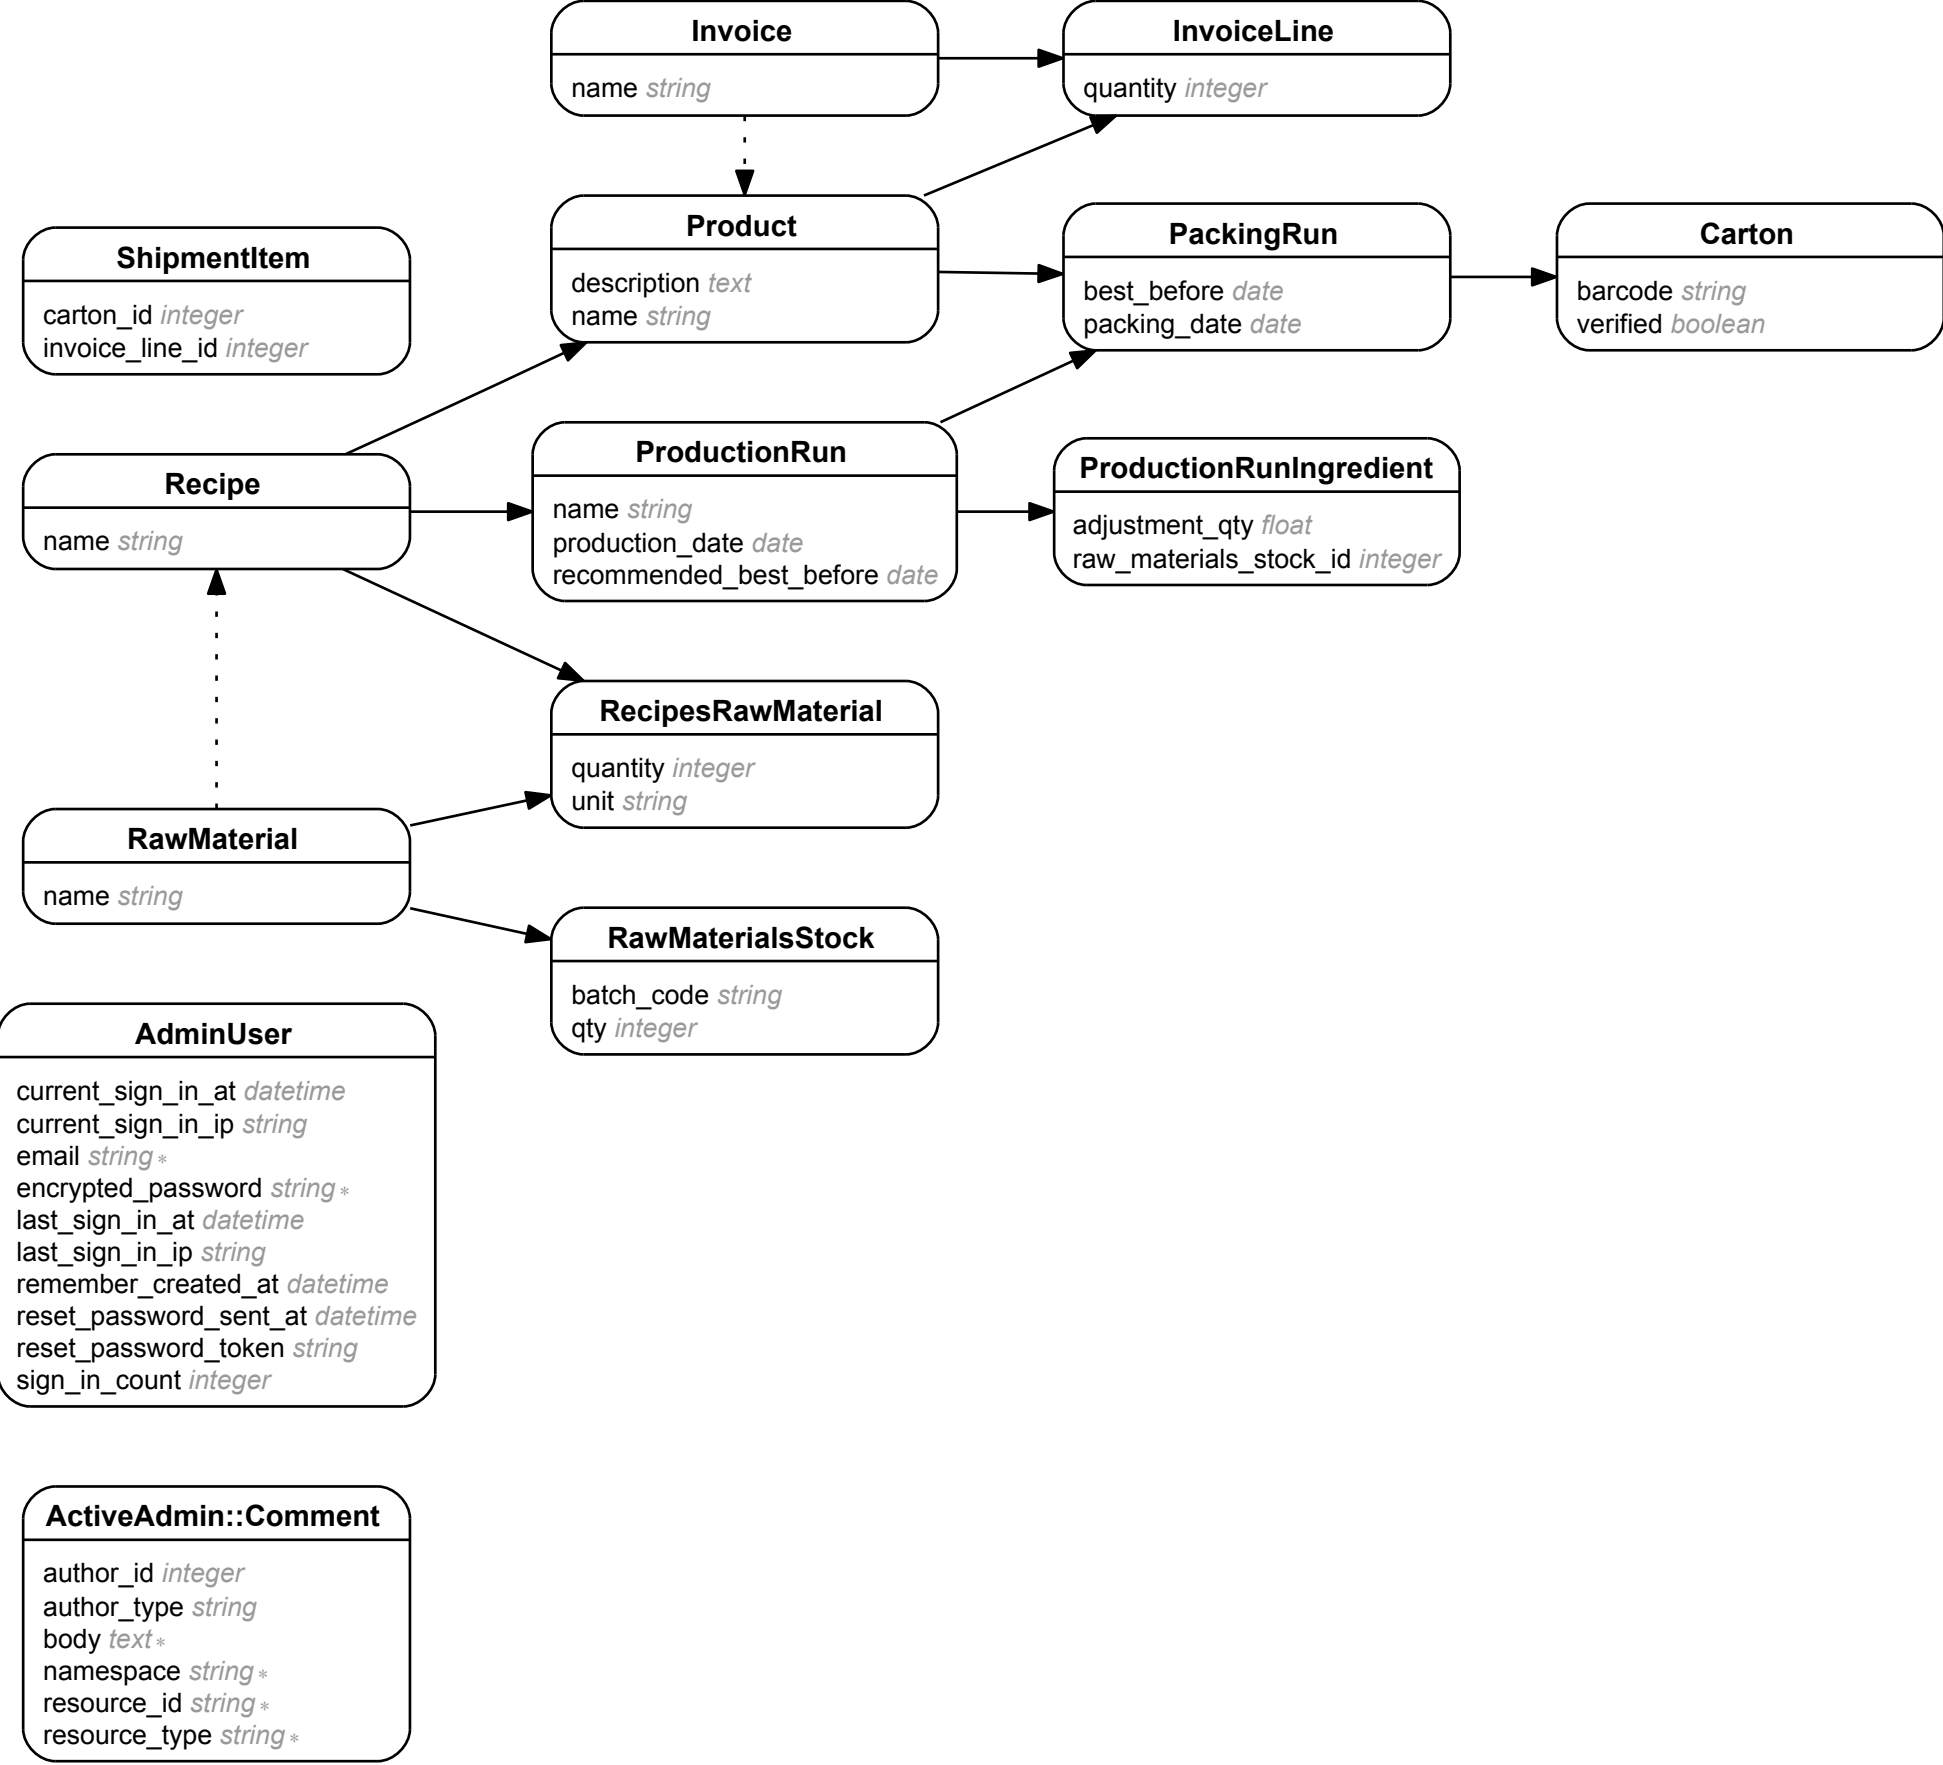 Invoice
name string
InvoiceLine
quantity integer
ShipmentItem
carton_id integer
invoice_line_id integer
Product
description text
name string
PackingRun
best_before date
packing_date date
Carton
barcode string
verified boolean
Recipe
name string
ProductionRun
name string
production_date date
recommended_best_before date
ProductionRunIngredient
adjustment_qty float
raw_materials_stock_id integer
RecipesRawMaterial
quantity integer
unit string
RawMaterial
name string
RawMaterialsStock
batch_code string
qty integer
AdminUser
current_sign_in_at datetime
current_sign_in_ip string
email string *
encrypted_password string *
last_sign_in_at datetime
last_sign_in_ip string
remember_created_at datetime
reset_password_sent_at datetime
reset_password_token string
sign_in_count integer
ActiveAdmin::Comment
author_id integer
author_type string
body text *
namespace string *
resource_id string *
resource_type string *